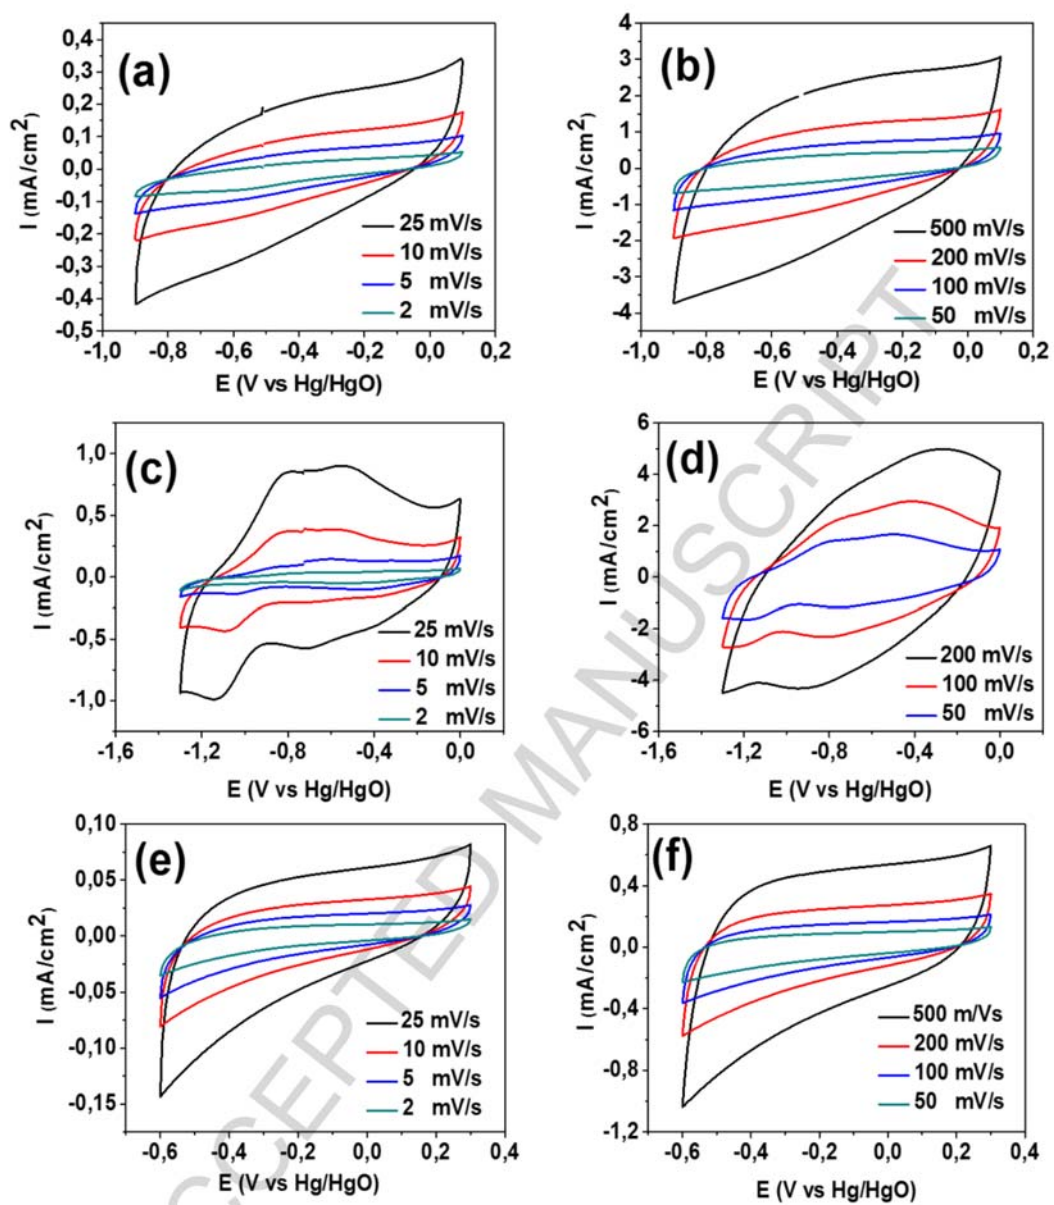 (a)
I (mA/cm²)
0,4
0,3
0,2
0,1
0,0
-0,1
-0,2
-0,3
-0,4
-0,5
25 mV/s
10 mV/s
5 mV/s
2 mV/s
-1,0 -0,8 -0,6 -0,4 -0,2 0,0 0,2
E (V vs Hg/HgO)
(b)
I (mA/cm²)
4
3
2
1
0
-1
-2
-3
-4
500 mV/s
200 mV/s
100 mV/s
50 mV/s
-1,0 -0,8 -0,6 -0,4 -0,2 0,0 0,2
E (V vs Hg/HgO)
(c)
I (mA/cm²)
1,0
0,5
0,0
-0,5
-1,0
25 mV/s
10 mV/s
5 mV/s
2 mV/s
-1,6 -1,2 -0,8 -0,4 0,0
E (V vs Hg/HgO)
(d)
I (mA/cm²)
6
4
2
0
-2
-4
-6
200 mV/s
100 mV/s
50 mV/s
-1,6 -1,2 -0,8 -0,4 0,0
E (V vs Hg/HgO)
(e)
I (mA/cm²)
0,10
0,05
0,00
-0,05
-0,10
-0,15
25 mV/s
10 mV/s
5 mV/s
2 mV/s
-0,6 -0,4 -0,2 0,0 0,2 0,4
E (V vs Hg/HgO)
(f)
I (mA/cm²)
0,8
0,4
0,0
-0,4
-0,8
-1,2
500 m/Vs
200 mV/s
100 mV/s
50 mV/s
-0,6 -0,4 -0,2 0,0 0,2 0,4
E (V vs Hg/HgO)
CCEPTED MANUSCRIPT